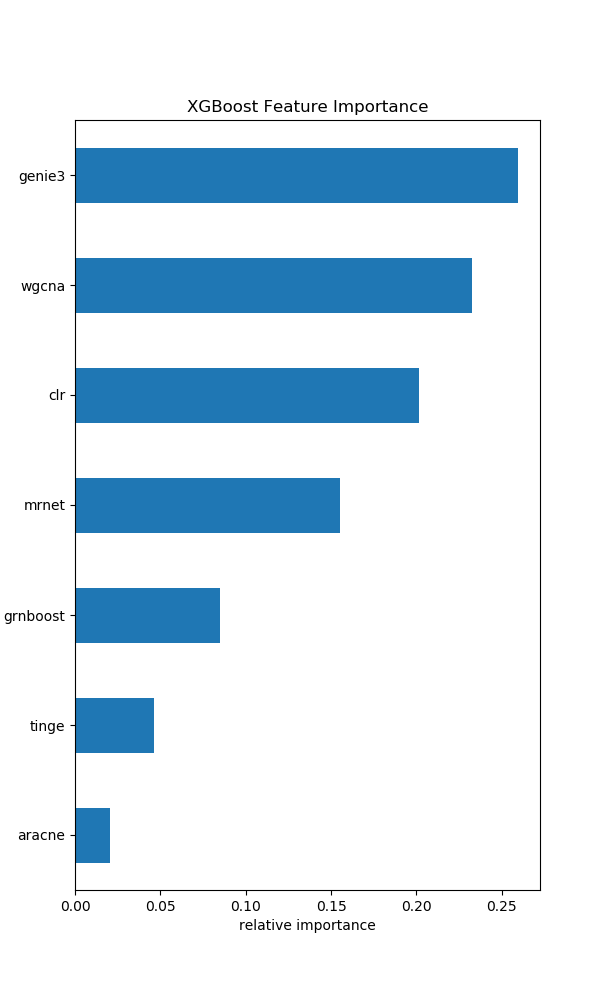 XGBoost Feature Importance
genie3
wgcna
clr
mrnet
grnboost
tinge
aracne
0.00 0.05 0.10 0.15 0.20 0.25
relative importance